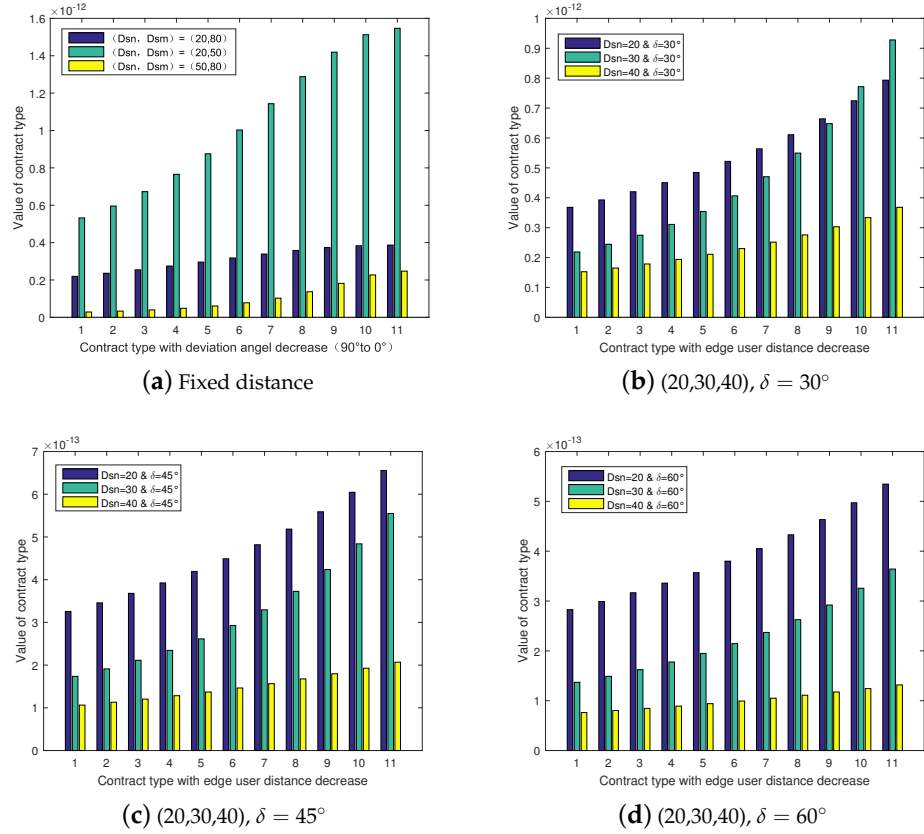 ×10⁻¹²
1.6
1.4
1.2
1
0.8
0.6
0.4
0.2
0
Value of contract type
(Dsn, Dsm) = (20,80)
(Dsn, Dsm) = (20,50)
(Dsn, Dsm) = (50,80)
1 2 3 4 5 6 7 8 9 10 11
Contract type with deviation angel decrease (90°to 0°)
(a) Fixed distance
×10⁻¹²
1
0.9
0.8
0.7
0.6
0.5
0.4
0.3
0.2
0.1
0
Value of contract type
Dsn=20 & δ=30°
Dsn=30 & δ=30°
Dsn=40 & δ=30°
1 2 3 4 5 6 7 8 9 10 11
Contract type with edge user distance decrease
(b) (20,30,40), δ = 30°
×10⁻¹³
7
6
5
4
3
2
1
0
Value of contract type
Dsn=20 & δ=45°
Dsn=30 & δ=45°
Dsn=40 & δ=45°
1 2 3 4 5 6 7 8 9 10 11
Contract type with edge user distance decrease
(c) (20,30,40), δ = 45°
×10⁻¹³
6
5
4
3
2
1
0
Value of contract type
Dsn=20 & δ=60°
Dsn=30 & δ=60°
Dsn=40 & δ=60°
1 2 3 4 5 6 7 8 9 10 11
Contract type with edge user distance decrease
(d) (20,30,40), δ = 60°